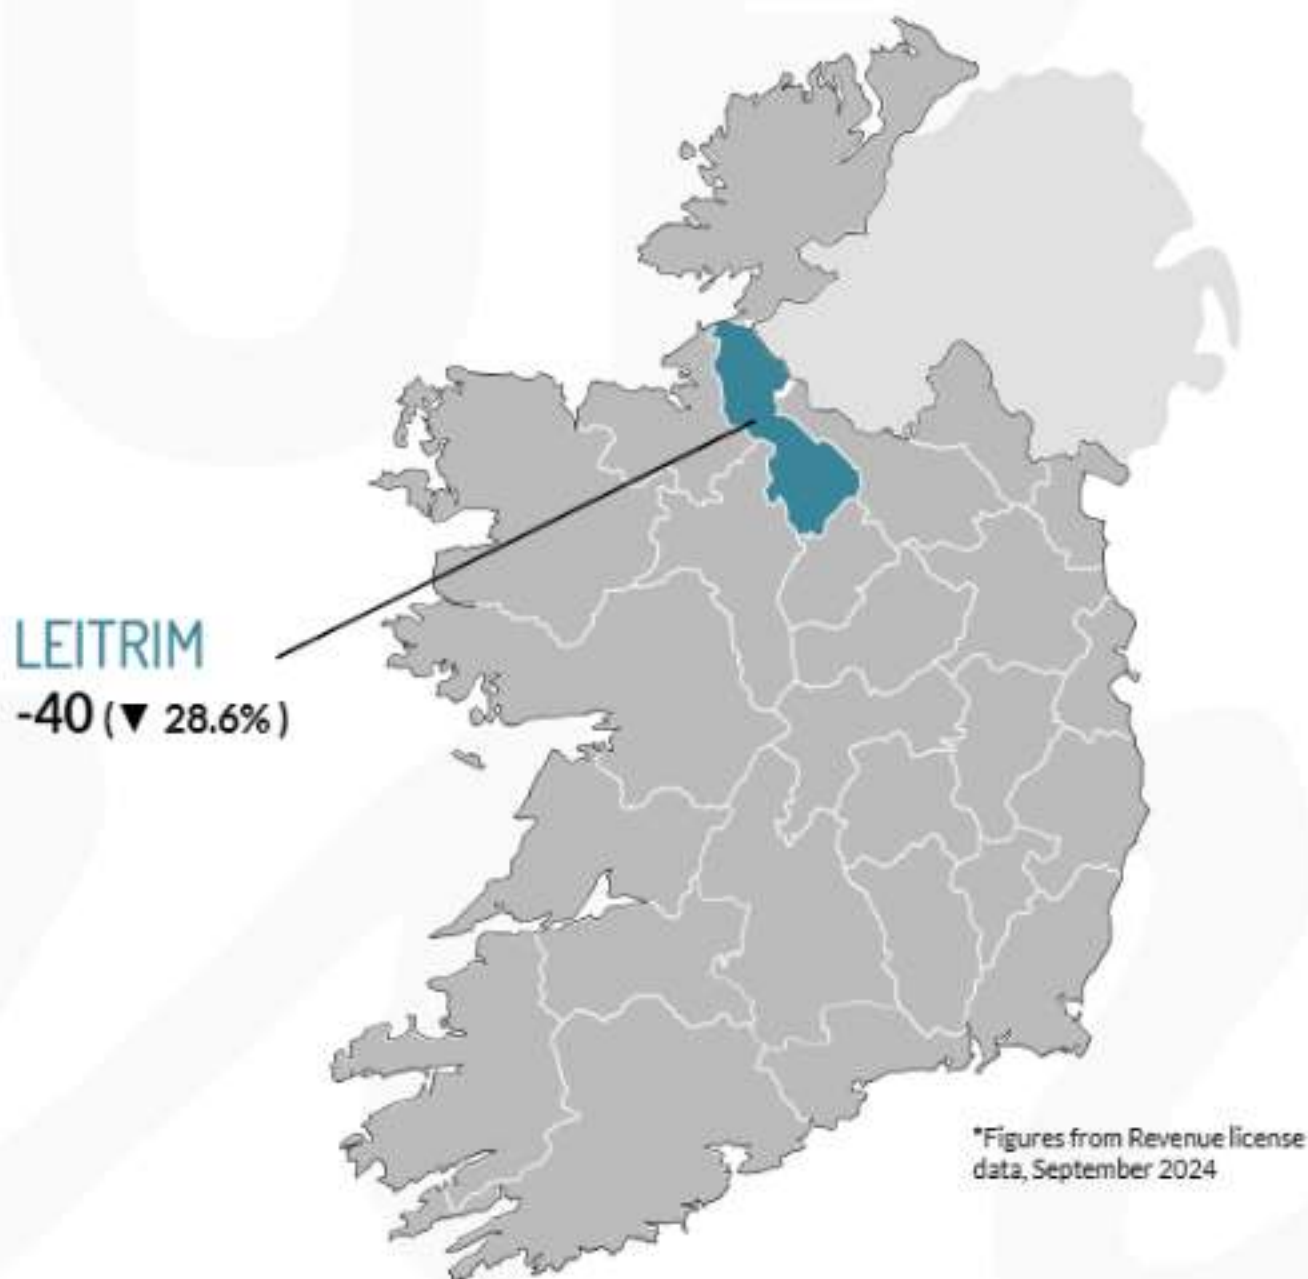 LEITRIM
-40 (▼ 28.6%)
*Figures from Revenue license
data, September 2024